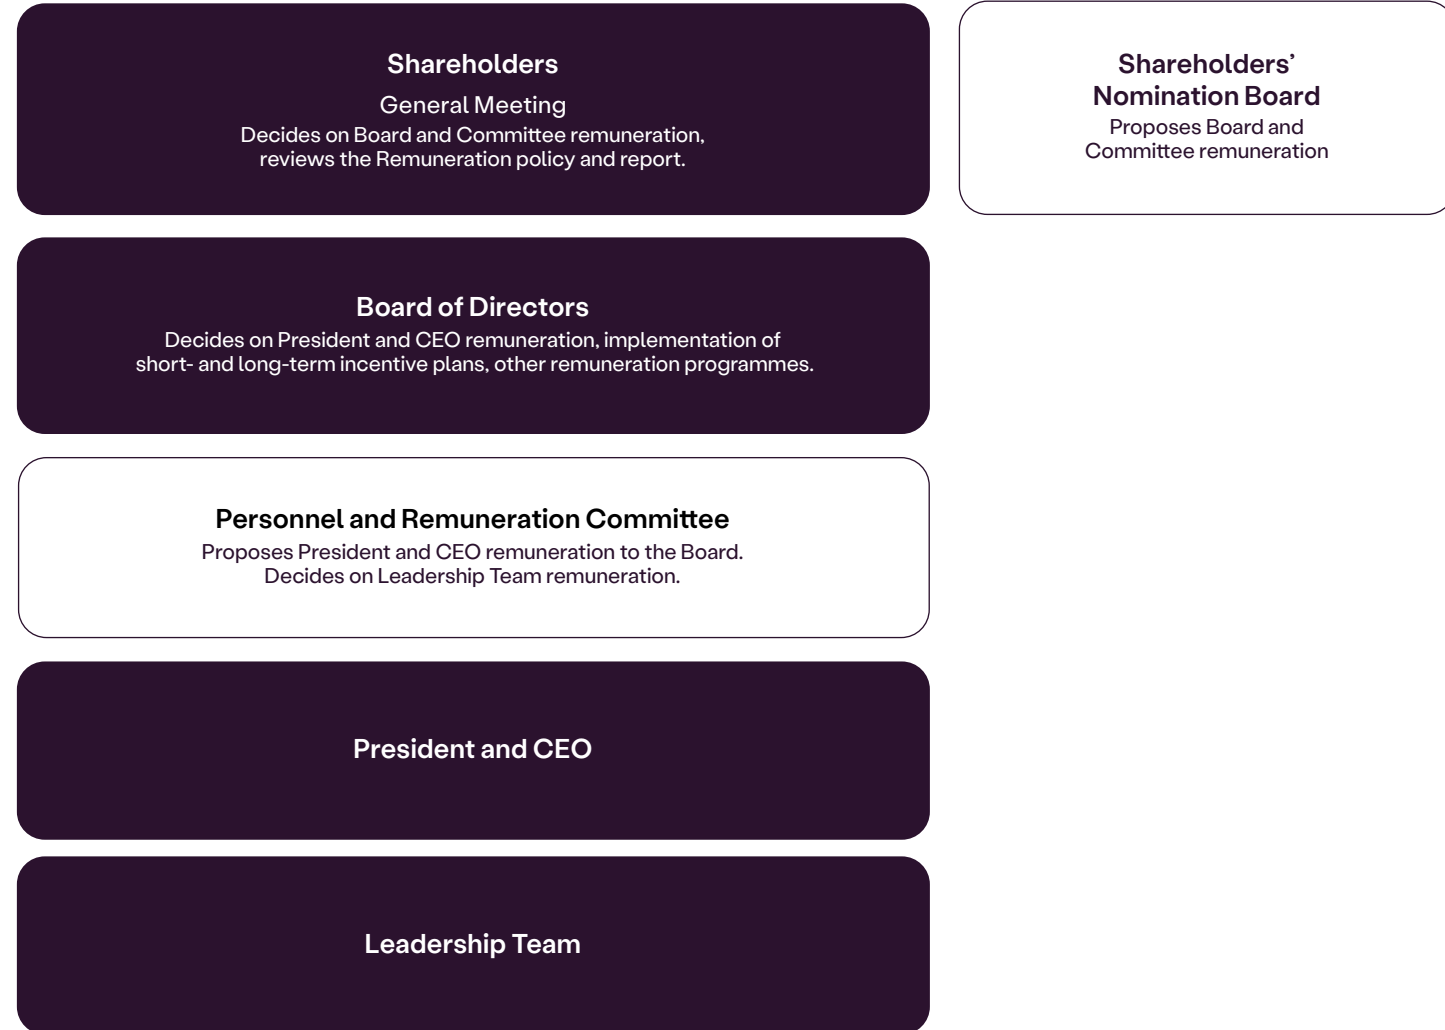 Shareholders
General Meeting
Decides on Board and Committee remuneration,
reviews the Remuneration policy and report.
Shareholders’
Nomination Board
Proposes Board and
Committee remuneration
Board of Directors
Decides on President and CEO remuneration, implementation of
short- and long-term incentive plans, other remuneration programmes.
Personnel and Remuneration Committee
Proposes President and CEO remuneration to the Board.
Decides on Leadership Team remuneration.
President and CEO
Leadership Team